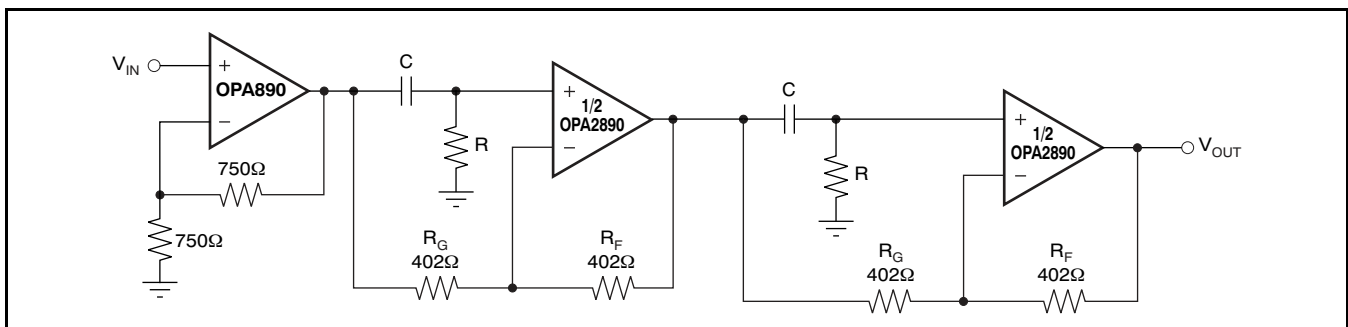 V_IN
+
OPA890
−
750Ω
750Ω
C
R
+
1/2
OPA2890
−
R_G
402Ω
R_F
402Ω
C
R
+
1/2
OPA2890
−
V_OUT
R_G
402Ω
R_F
402Ω